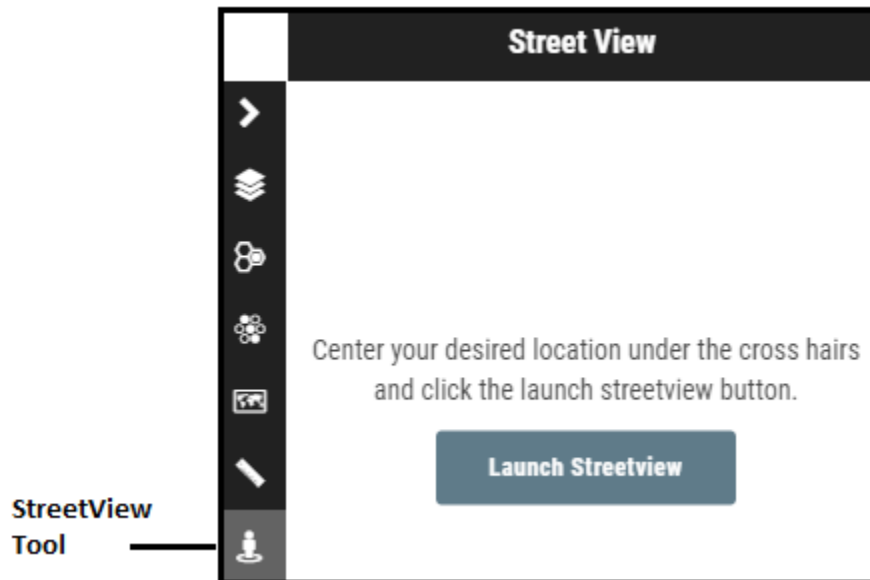 Street View
Center your desired location under the cross hairs
and click the launch streetview button.
Launch Streetview
StreetView
Tool